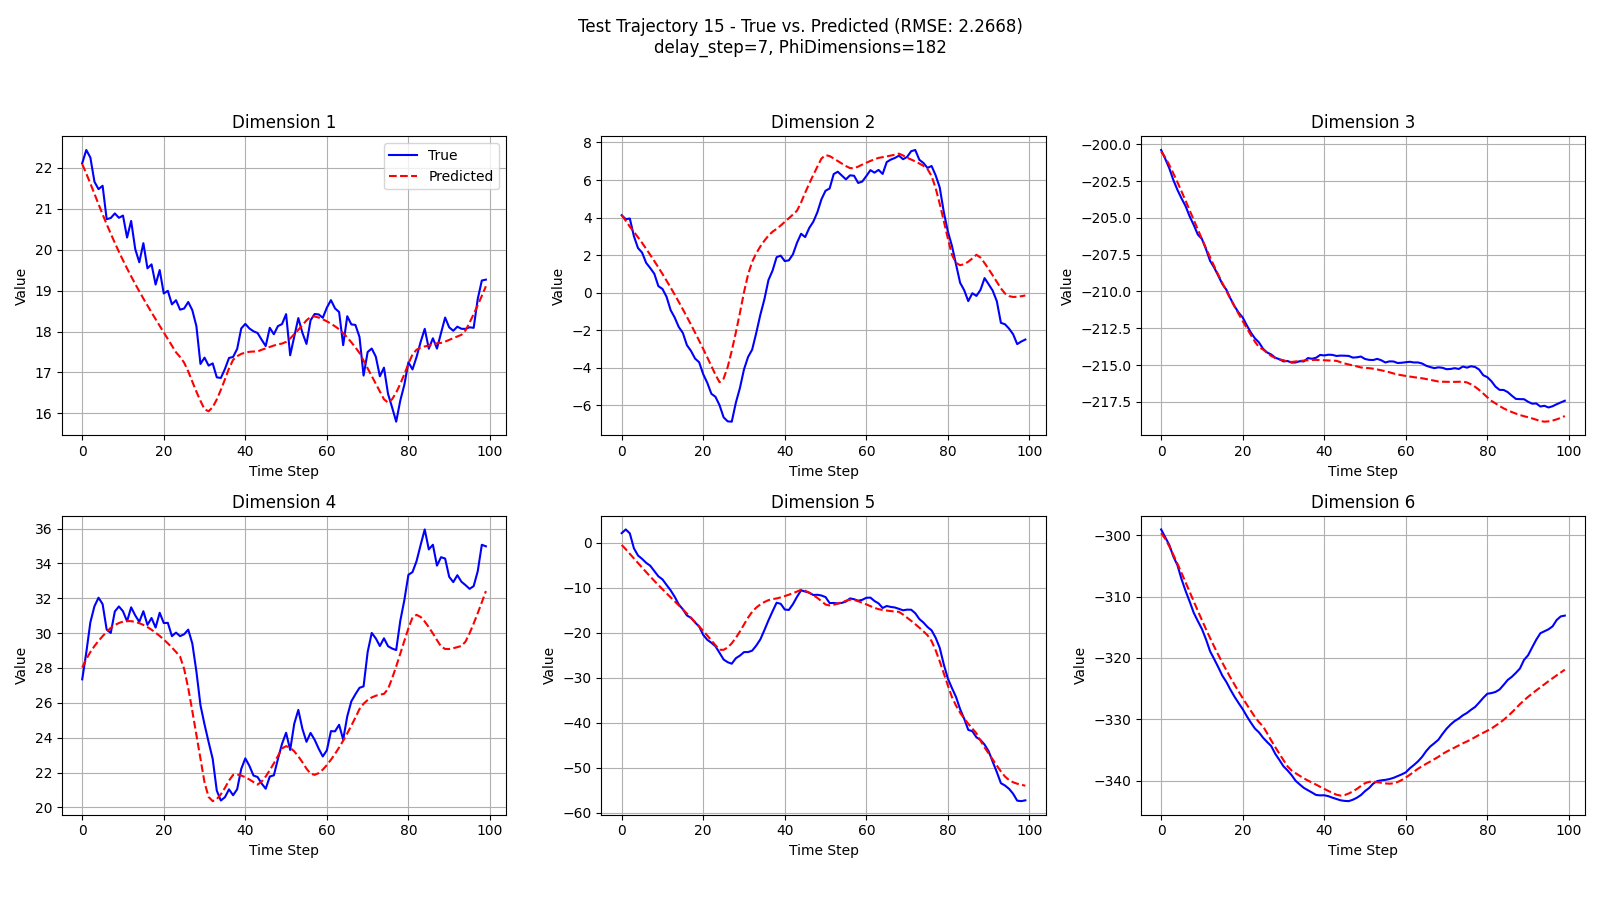 Test Trajectory 15 - True vs. Predicted (RMSE: 2.2668)
delay_step=7, PhiDimensions=182
Dimension 1
Value
22
21
20
19
18
17
16
0 20 40 60 80 100
Time Step
True
Predicted
Dimension 2
Value
8
6
4
2
0
−2
−4
−6
0 20 40 60 80 100
Time Step
Dimension 3
Value
−200.0
−202.5
−205.0
−207.5
−210.0
−212.5
−215.0
−217.5
0 20 40 60 80 100
Time Step
Dimension 4
Value
36
34
32
30
28
26
24
22
20
0 20 40 60 80 100
Time Step
Dimension 5
Value
0
−10
−20
−30
−40
−50
−60
0 20 40 60 80 100
Time Step
Dimension 6
Value
−300
−310
−320
−330
−340
0 20 40 60 80 100
Time Step